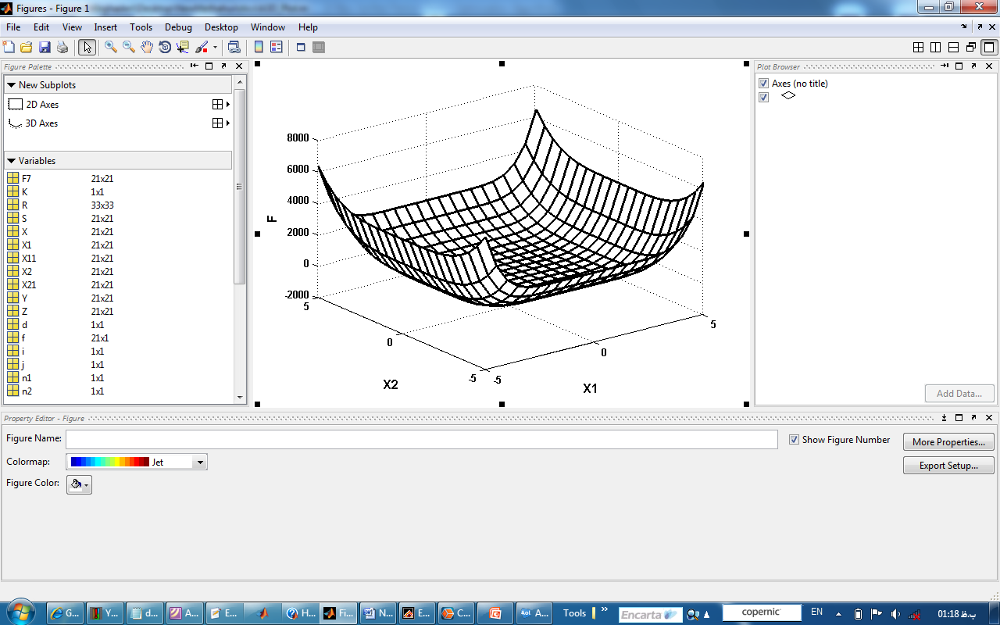 Figures - Figure 1
File Edit View Insert Tools Debug Desktop Window Help
Figure Palette
New Subplots
2D Axes
3D Axes
Variables
F7 21x21
K 1x1
R 33x33
S 21x21
X 21x21
X1 21x21
X11 21x21
X2 21x21
X21 21x21
Y 21x21
Z 21x21
d 1x1
f 21x1
i 1x1
j 1x1
n1 1x1
n2 1x1
8000
6000
4000
2000
0
-2000
F
5
0
-5
X2
-5
0
5
X1
Plot Browser
Axes (no title)
Add Data...
Property Editor - Figure
Figure Name:
Show Figure Number
More Properties...
Colormap:
Jet
Export Setup...
Figure Color:
G... Y... d... A... E... H... Fi... N... E... C... Aol A... Tools » Encarta copernic EN 01:18 ب.ظ